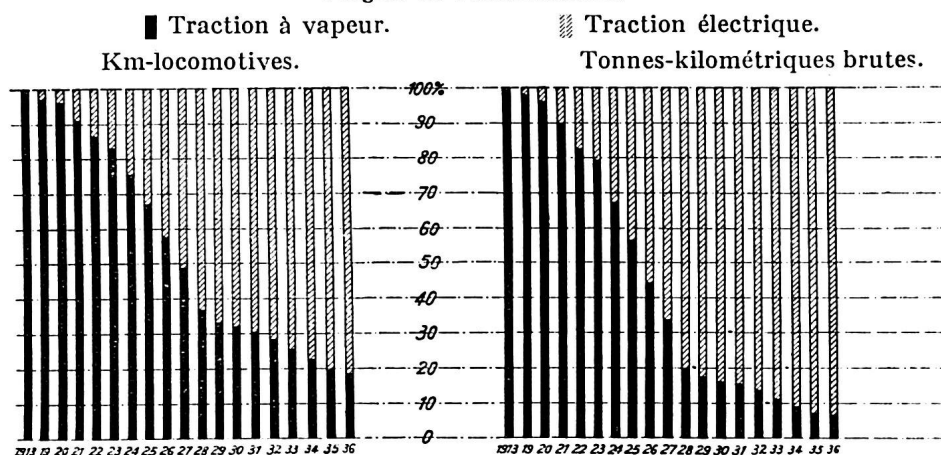 Traction à vapeur. Traction électrique.
Km-locomotives. Tonnes-kilométriques brutes.
100%
90
80
70
60
50
40
30
20
10
0
1913 19 20 21 22 23 24 25 26 27 28 29 30 31 32 33 34 35 36
1913 19 20 21 22 23 24 25 26 27 28 29 30 31 32 33 34 35 36